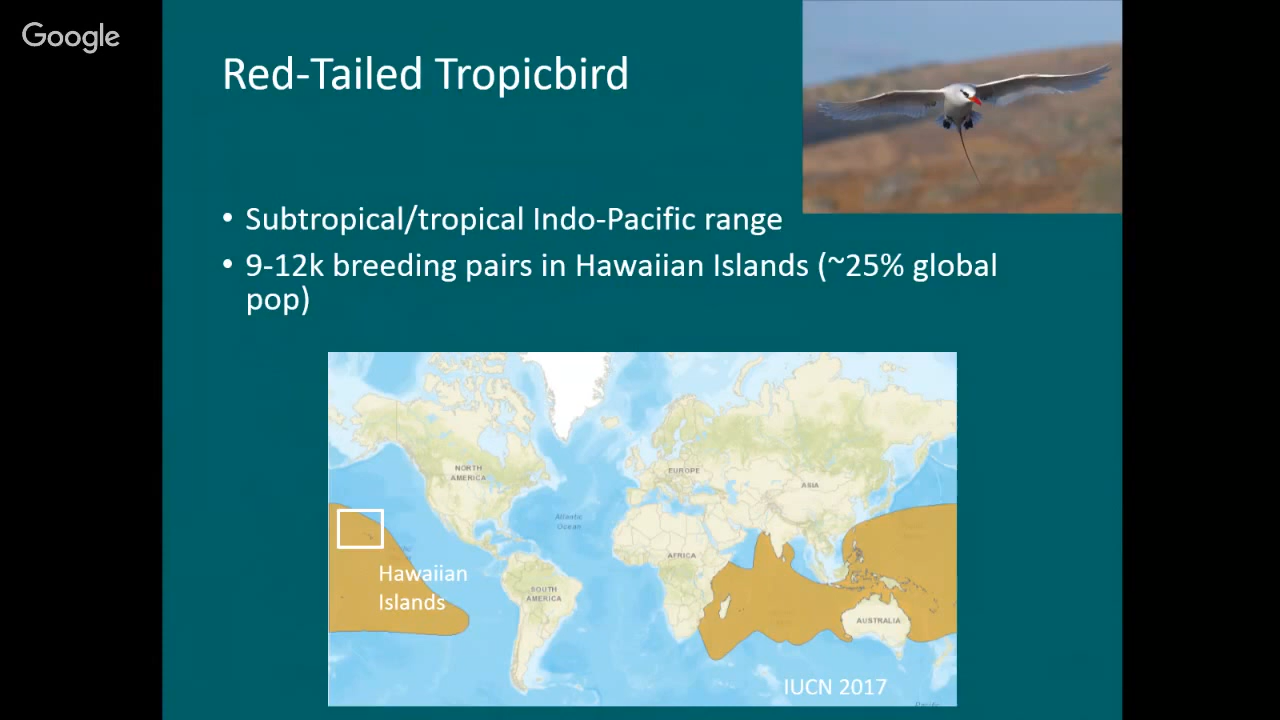 Google
Red-Tailed Tropicbird
• Subtropical/tropical Indo-Pacific range
• 9-12k breeding pairs in Hawaiian Islands (~25% global
pop)
NORTH
AMERICA
EUROPE
ASIA
Atlantic
Ocean
AFRICA
Hawaiian
Islands
SOUTH
AMERICA
AUSTRALIA
IUCN 2017
Pacific